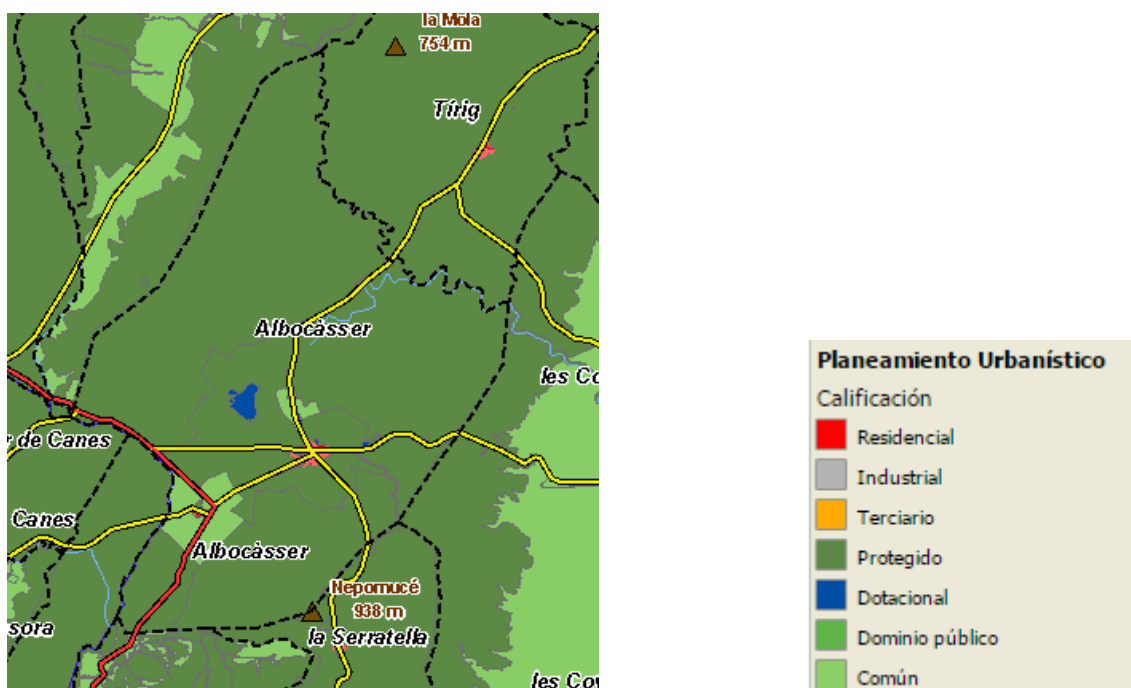 la Mola
754 m
Tírig
Albocàsser
les Co
r de Canes
Canes
Albocàsser
Nepomucé
938 m
la Serratella
sora
les Cov
Planeamiento Urbanístico
Calificación
Residencial
Industrial
Terciario
Protegido
Dotacional
Dominio público
Común